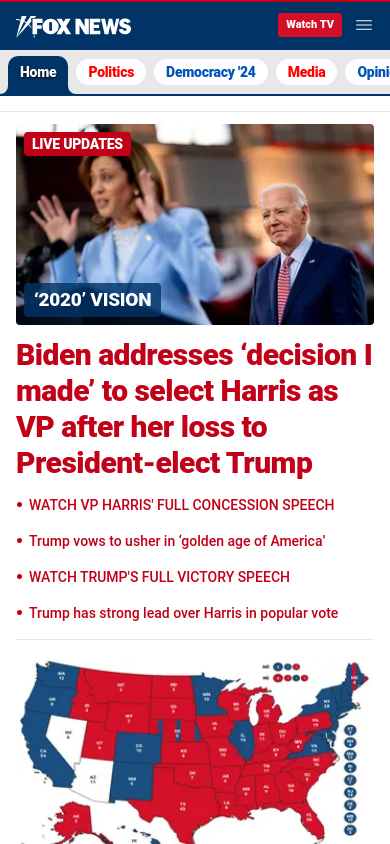 FOX NEWS
Watch TV
Home
Politics
Democracy '24
Media
Opini
LIVE UPDATES
‘2020’ VISION
Biden addresses ‘decision I
made’ to select Harris as
VP after her loss to
President-elect Trump
• WATCH VP HARRIS' FULL CONCESSION SPEECH
• Trump vows to usher in ‘golden age of America’
• WATCH TRUMP'S FULL VICTORY SPEECH
• Trump has strong lead over Harris in popular vote